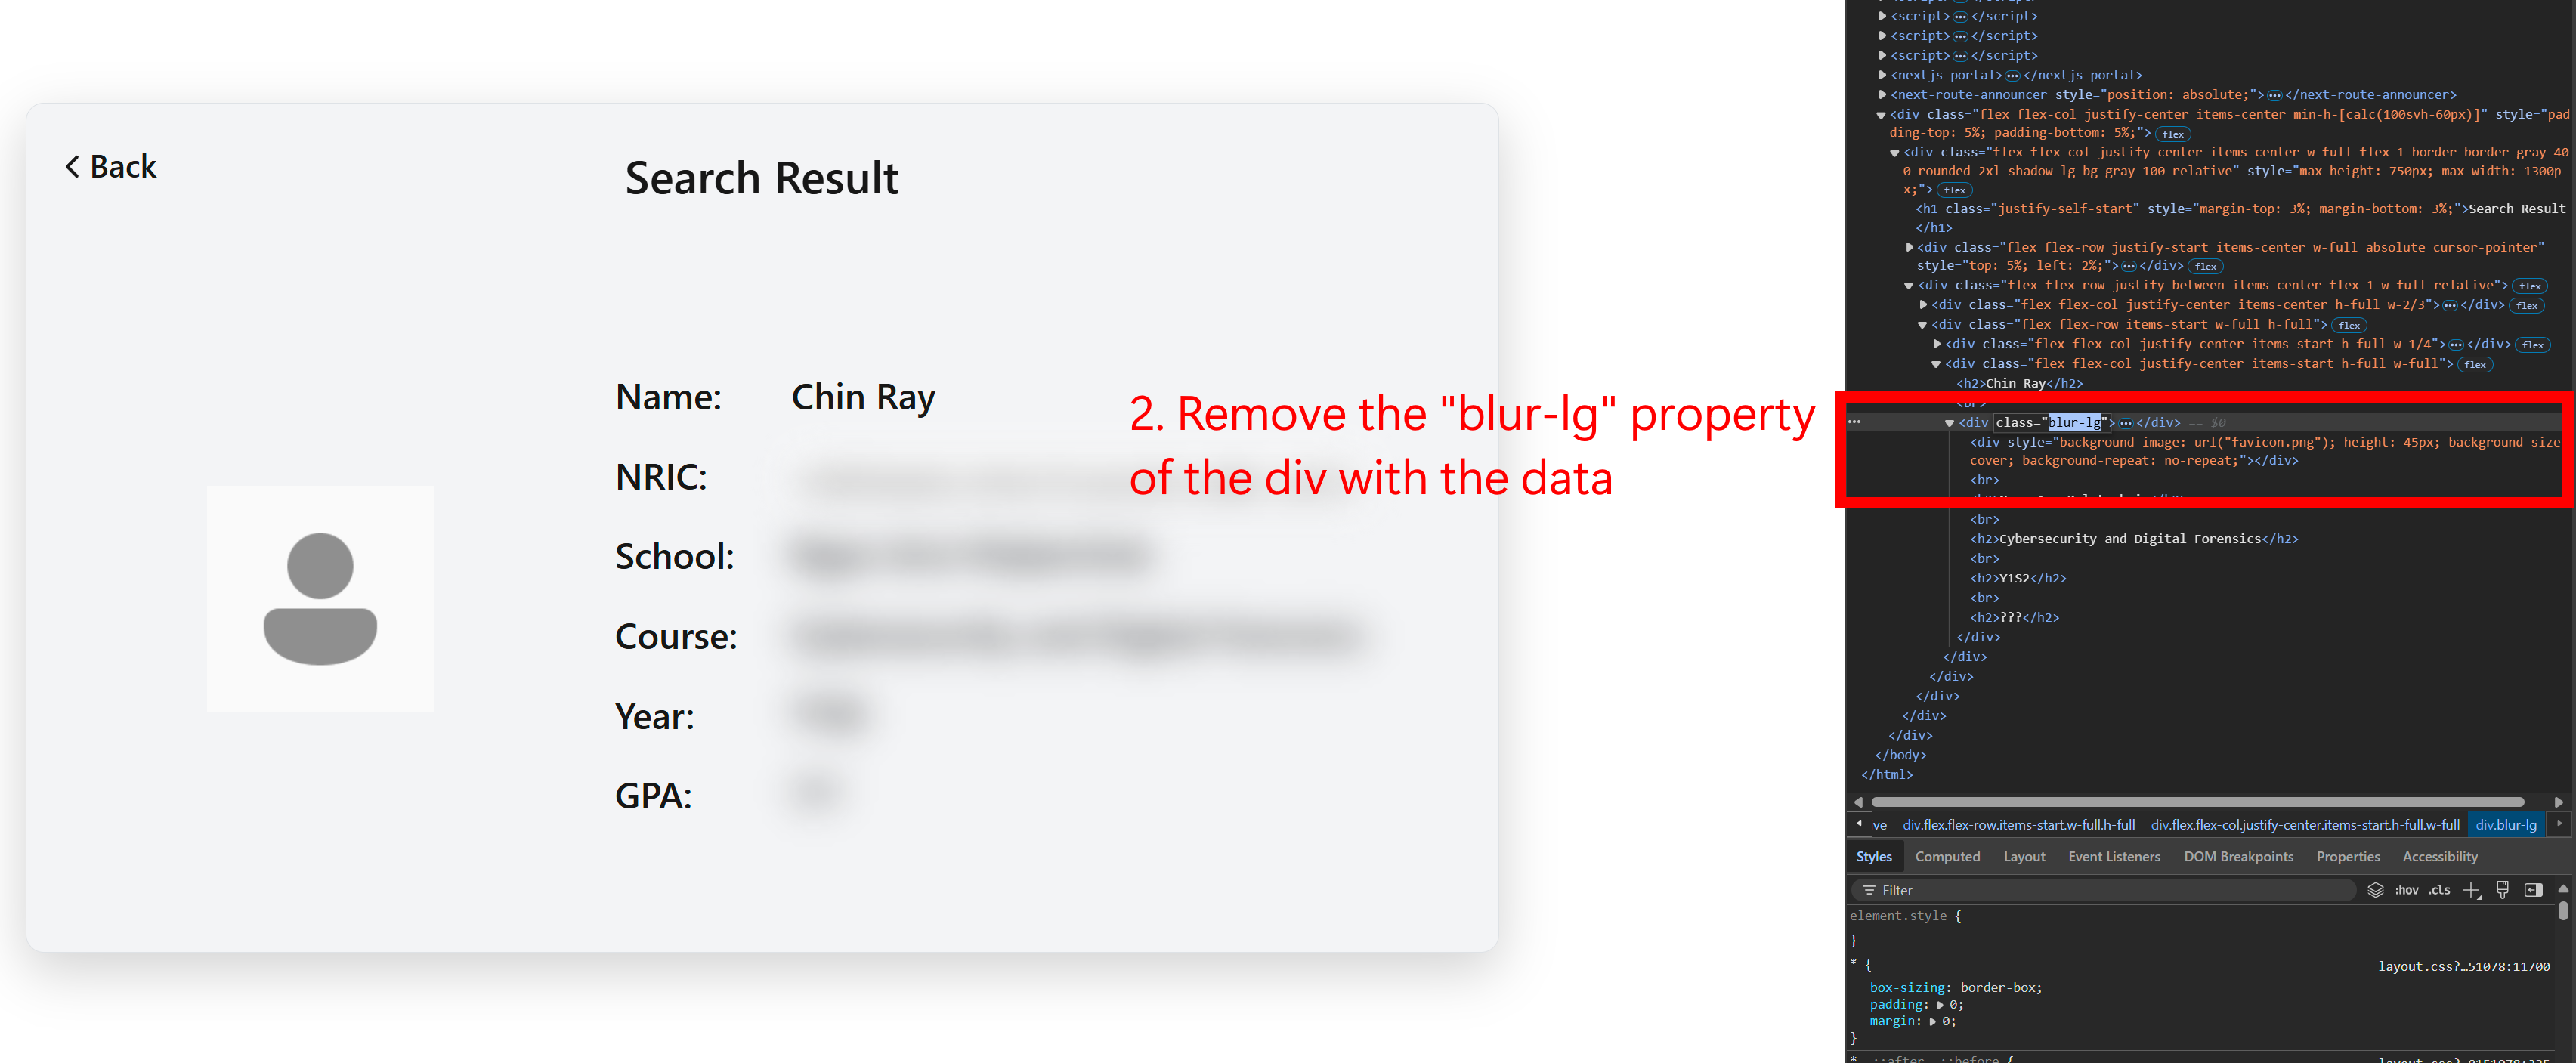 Back
Search Result
Name: Chin Ray
NRIC:
School:
Course:
Year:
GPA:
2. Remove the "blur-lg" property
of the div with the data
<script>…</script>
<script>…</script>
<script>…</script>
<nextjs-portal>…</nextjs-portal>
<next-route-announcer style="position: absolute;">…</next-route-announcer>
<div class="flex flex-col justify-center items-center min-h-[calc(100svh-60px)]" style="pad
ding-top: 5%; padding-bottom: 5%;"> flex
<div class="flex flex-col justify-center items-center w-full flex-1 border border-gray-40
0 rounded-2xl shadow-lg bg-gray-100 relative" style="max-height: 750px; max-width: 1300p
x;"> flex
<h1 class="justify-self-start" style="margin-top: 3%; margin-bottom: 3%;">Search Result
</h1>
<div class="flex flex-row justify-start items-center w-full absolute cursor-pointer"
style="top: 5%; left: 2%;">…</div> flex
<div class="flex flex-row justify-between items-center flex-1 w-full relative"> flex
<div class="flex flex-col justify-center items-center h-full w-2/3">…</div> flex
<div class="flex flex-row items-start w-full h-full"> flex
<div class="flex flex-col justify-center items-start h-full w-1/4">…</div> flex
<div class="flex flex-col justify-center items-start h-full w-full"> flex
<h2>Chin Ray</h2>
<br>
… <div class="blur-lg">…</div> == $0
<div style="background-image: url("favicon.png"); height: 45px; background-size
cover; background-repeat: no-repeat;"></div>
<br>
<br>
<h2>Cybersecurity and Digital Forensics</h2>
<br>
<h2>Y1S2</h2>
<br>
<h2>???</h2>
</div>
</div>
</div>
</div>
</div>
</div>
</body>
</html>
ve div.flex.flex-row.items-start.w-full.h-full div.flex.flex-col.justify-center.items-start.h-full.w-full div.blur-lg
Styles Computed Layout Event Listeners DOM Breakpoints Properties Accessibility
Filter :hov .cls
element.style {
}
* { layout.css?…51078:11700
box-sizing: border-box;
padding: 0;
margin: 0;
}